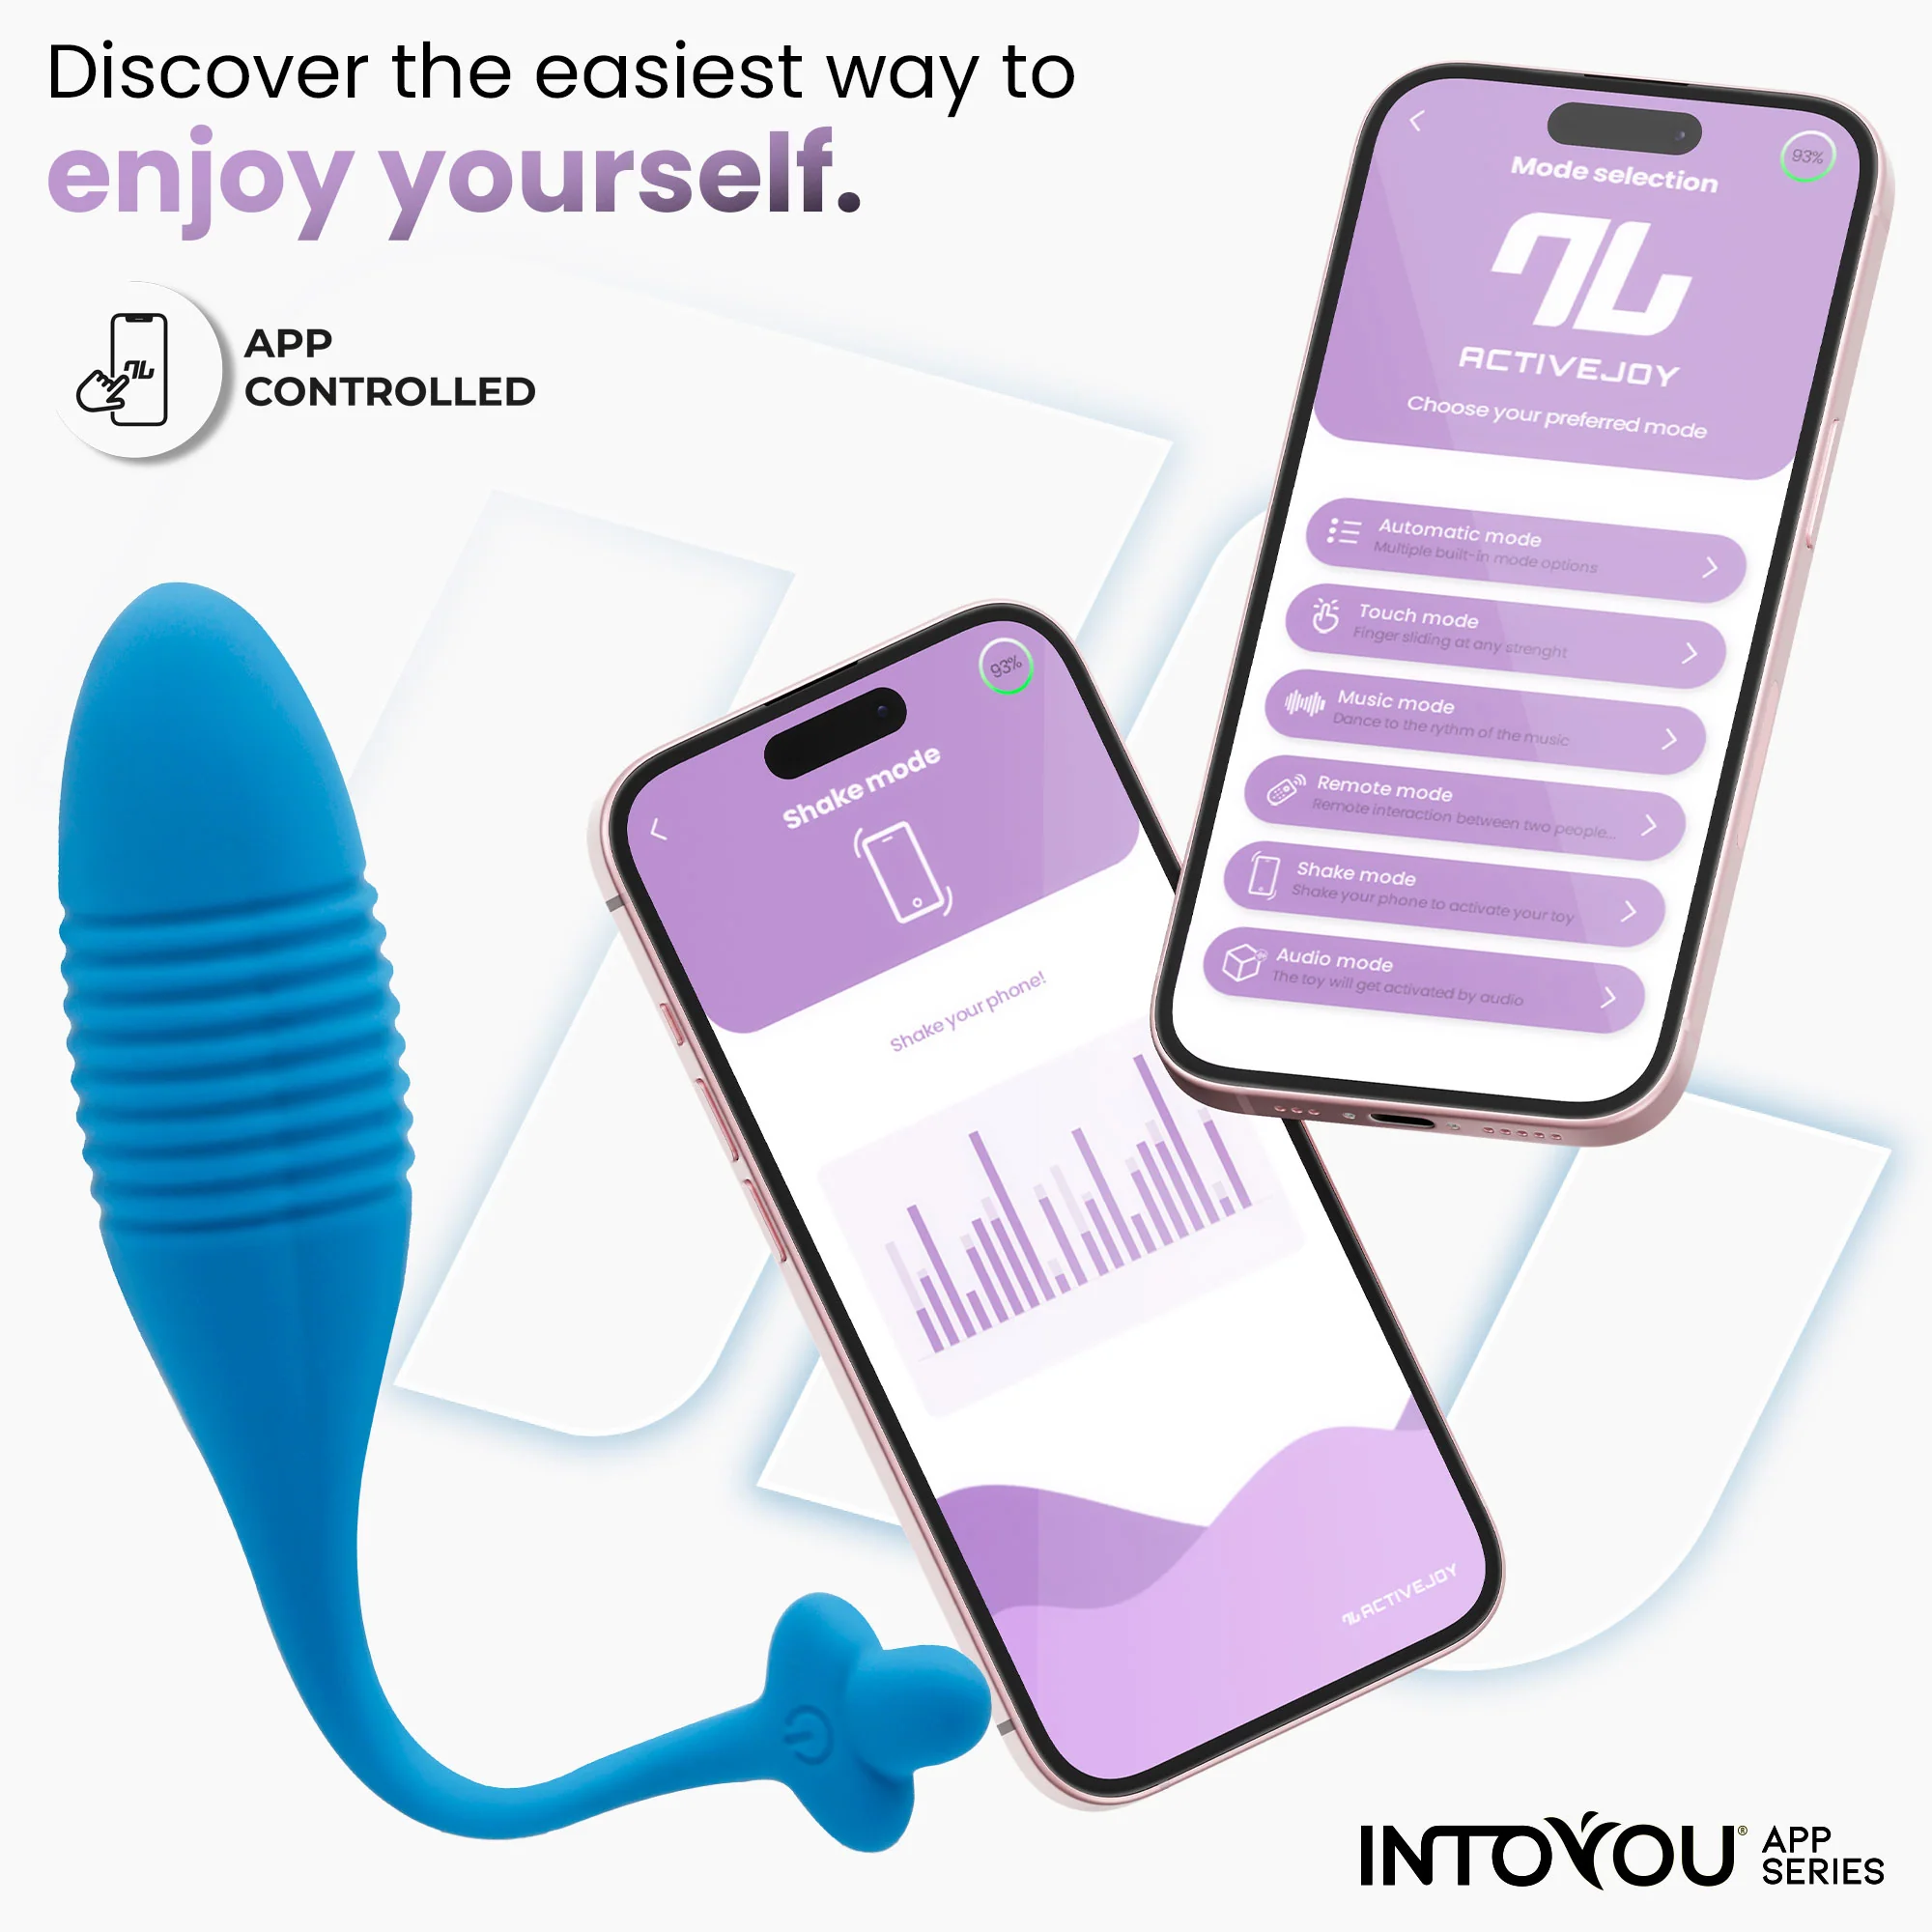 Discover the easiest way to
enjoy yourself.
APP
CONTROLLED
93%
Mode selection
ACTIVEJOY
Choose your preferred mode
Automatic mode
Multiple built-in mode options
Touch mode
Finger sliding at any strenght
Music mode
Dance to the rythm of the music
Remote mode
Remote interaction between two people...
Shake mode
Shake your phone to activate your toy
Audio mode
The toy will get activated by audio
93%
Shake mode
Shake your phone!
ACTIVEJOY
INTOYOU® APP
SERIES